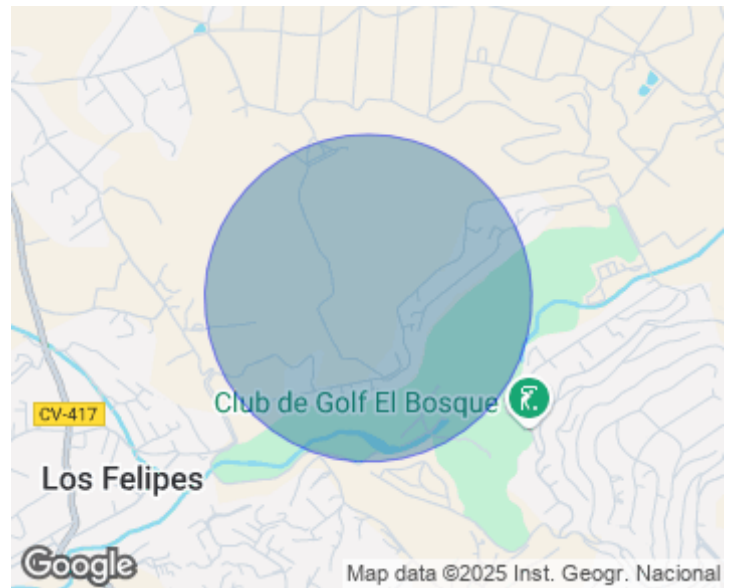 Club de Golf El Bosque
CV-417
Los Felipes
Google
Map data ©2025 Inst. Geogr. Nacional